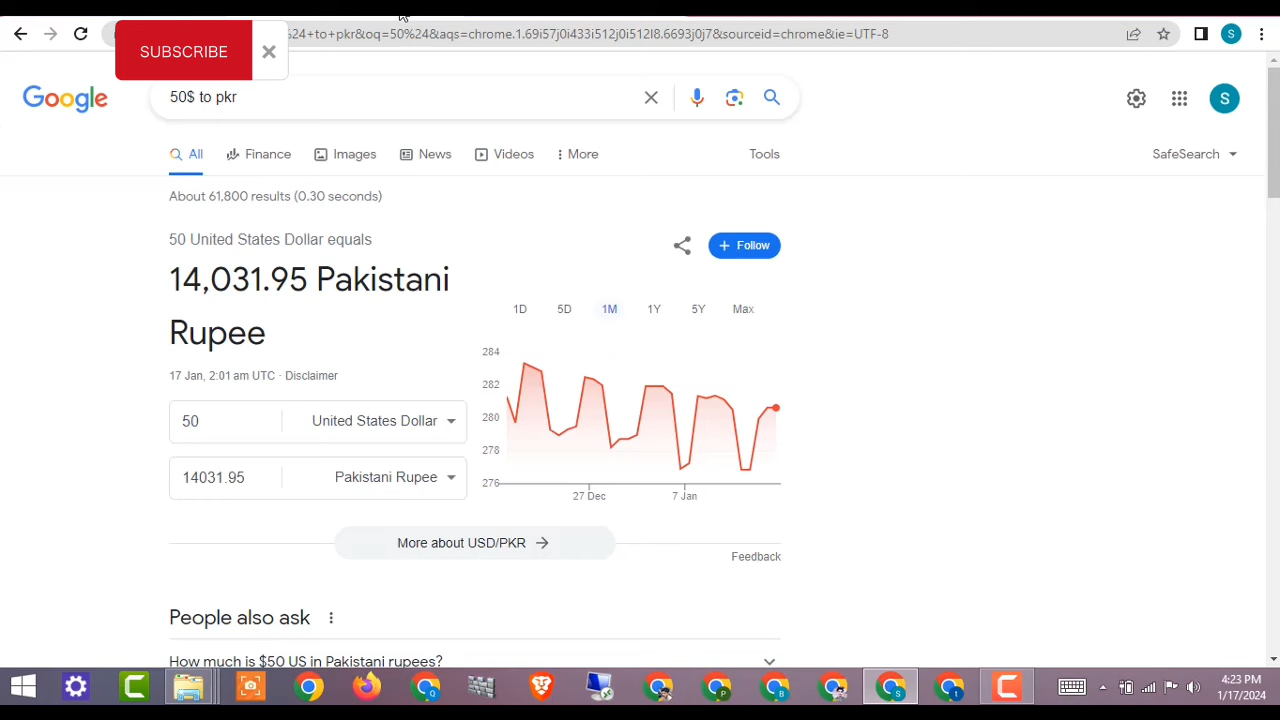 SUBSCRIBE
24+to+pkr&oq=50%24&aqs=chrome.1.69i57j0i433i512j0i512l8.6693j0j7&sourceid=chrome&ie=UTF-8
S
Google
50$ to pkr
S
All Finance Images News Videos More Tools
SafeSearch
About 61,800 results (0.30 seconds)
50 United States Dollar equals
Follow
14,031.95 Pakistani
Rupee
17 Jan, 2:01 am UTC · Disclaimer
50 United States Dollar
14031.95 Pakistani Rupee
1D 5D 1M 1Y 5Y Max
284
282
280
278
276
27 Dec 7 Jan
More about USD/PKR
Feedback
People also ask
How much is $50 US in Pakistani rupees?
4:23 PM
1/17/2024